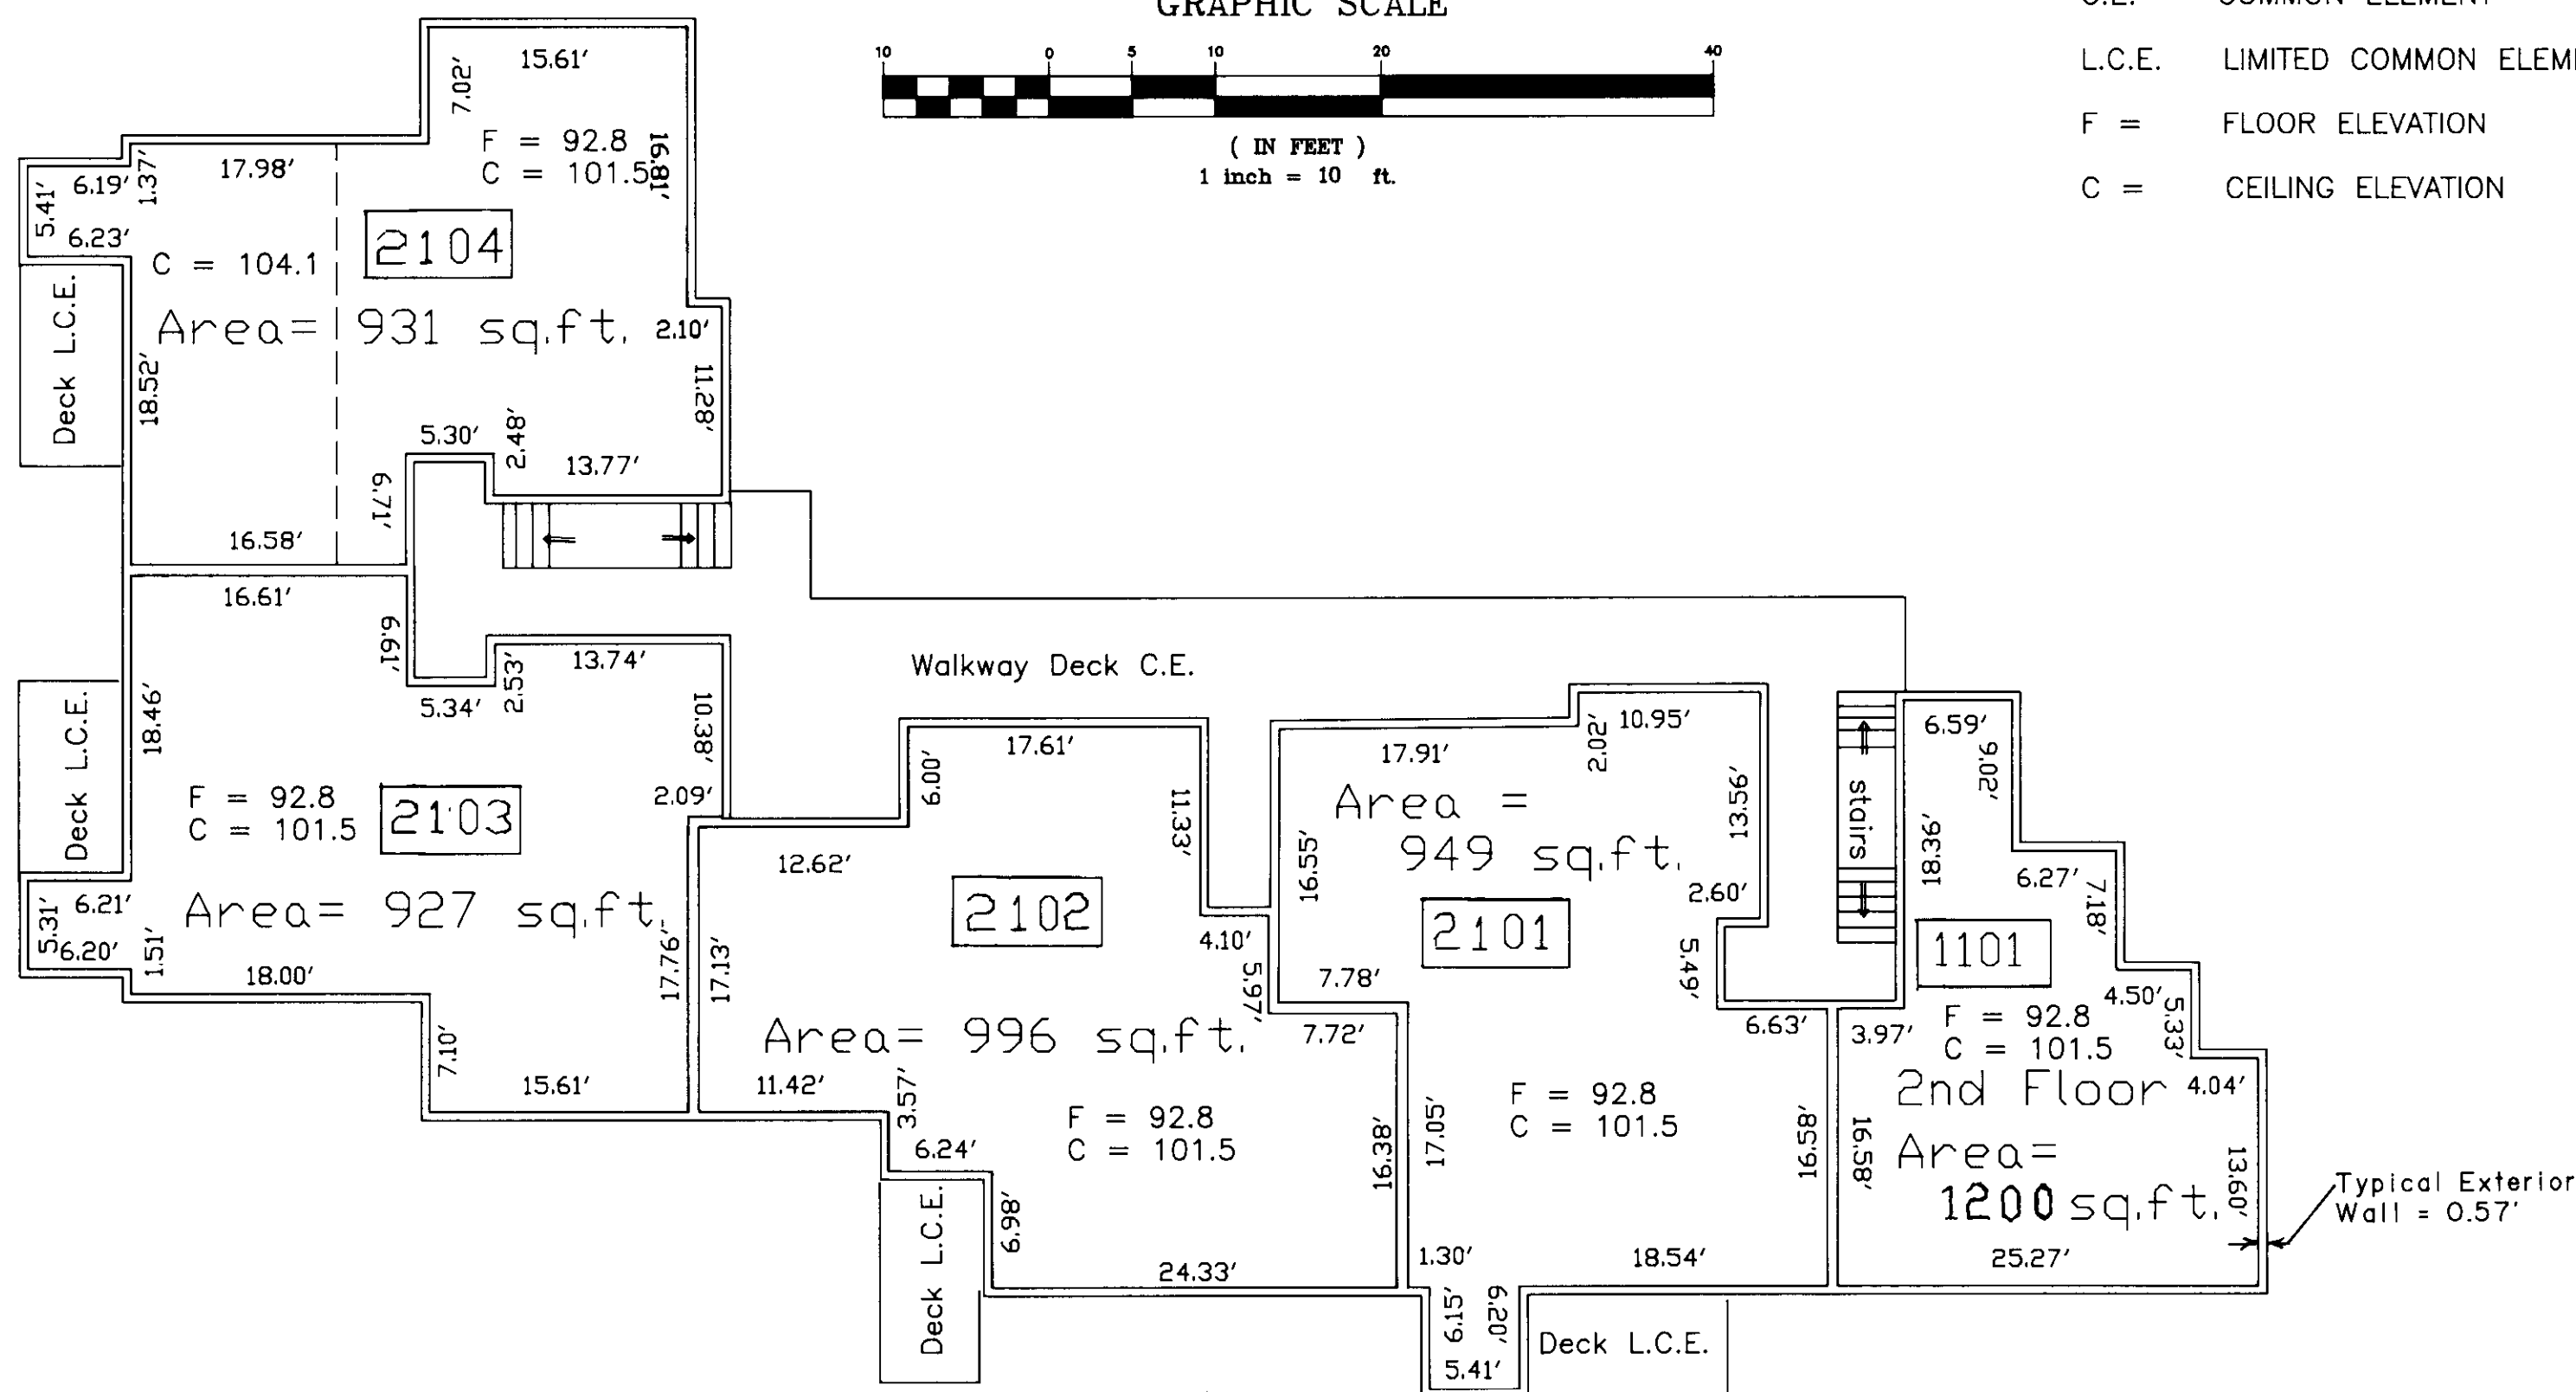 GRAPHIC SCALE
10 0 5 10 20 40
( IN FEET )
1 inch = 10 ft.
C.E. COMMON ELEMENT
L.C.E. LIMITED COMMON ELEM
F = FLOOR ELEVATION
C = CEILING ELEVATION
15.61'
7.02'
F = 92.8
C = 101.5
16.81'
17.98'
1.37'
6.19'
5.41'
6.23'
C = 104.1
2104
Area= 931 sq.ft.
2.10'
Deck L.C.E.
18.52'
11.28'
5.30'
2.48'
13.77'
6.71'
16.58'
16.61'
6.61'
13.74'
2.53'
5.34'
10.38'
18.46'
Deck L.C.E.
F = 92.8
C = 101.5
2103
2.09'
Area= 927 sq.ft.
6.21'
5.31'
6.20'
1.51'
18.00'
17.76'
7.10'
15.61'
Walkway Deck C.E.
17.61'
6.00'
11.33'
12.62'
2102
17.13'
4.10'
5.97'
Area= 996 sq.ft.
7.72'
11.42'
3.57'
F = 92.8
C = 101.5
6.24'
16.38'
6.98'
24.33'
Deck L.C.E.
10.95'
2.02'
17.91'
Area =
949 sq.ft.
13.56'
16.55'
2.60'
2101
5.49'
7.78'
6.63'
F = 92.8
C = 101.5
17.05'
16.58'
1.30'
18.54'
6.15'
6.20'
5.41'
Deck L.C.E.
stairs
6.59'
9.02'
18.36'
6.27'
7.18'
1101
4.50'
5.33'
3.97'
F = 92.8
C = 101.5
2nd Floor
4.04'
Area=
1200 sq.ft.
16.58'
13.60'
25.27'
Typical Exterior
Wall = 0.57'